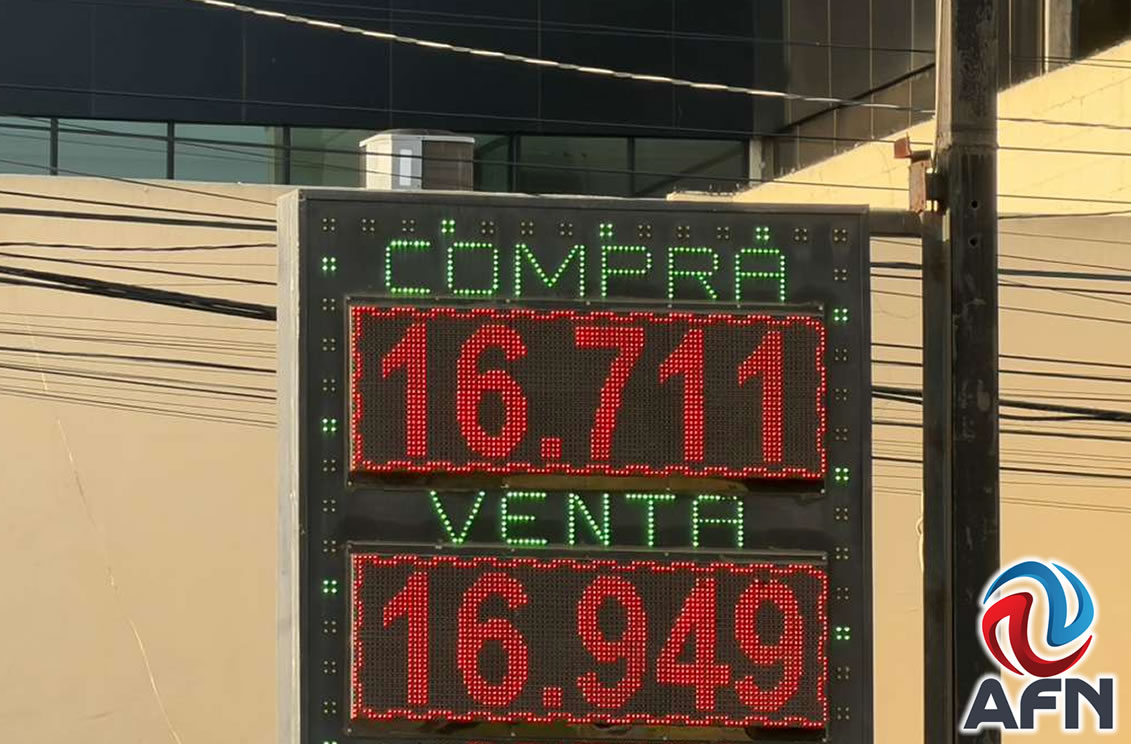 COMPRA
16.711
VENTA
16.949
AFN